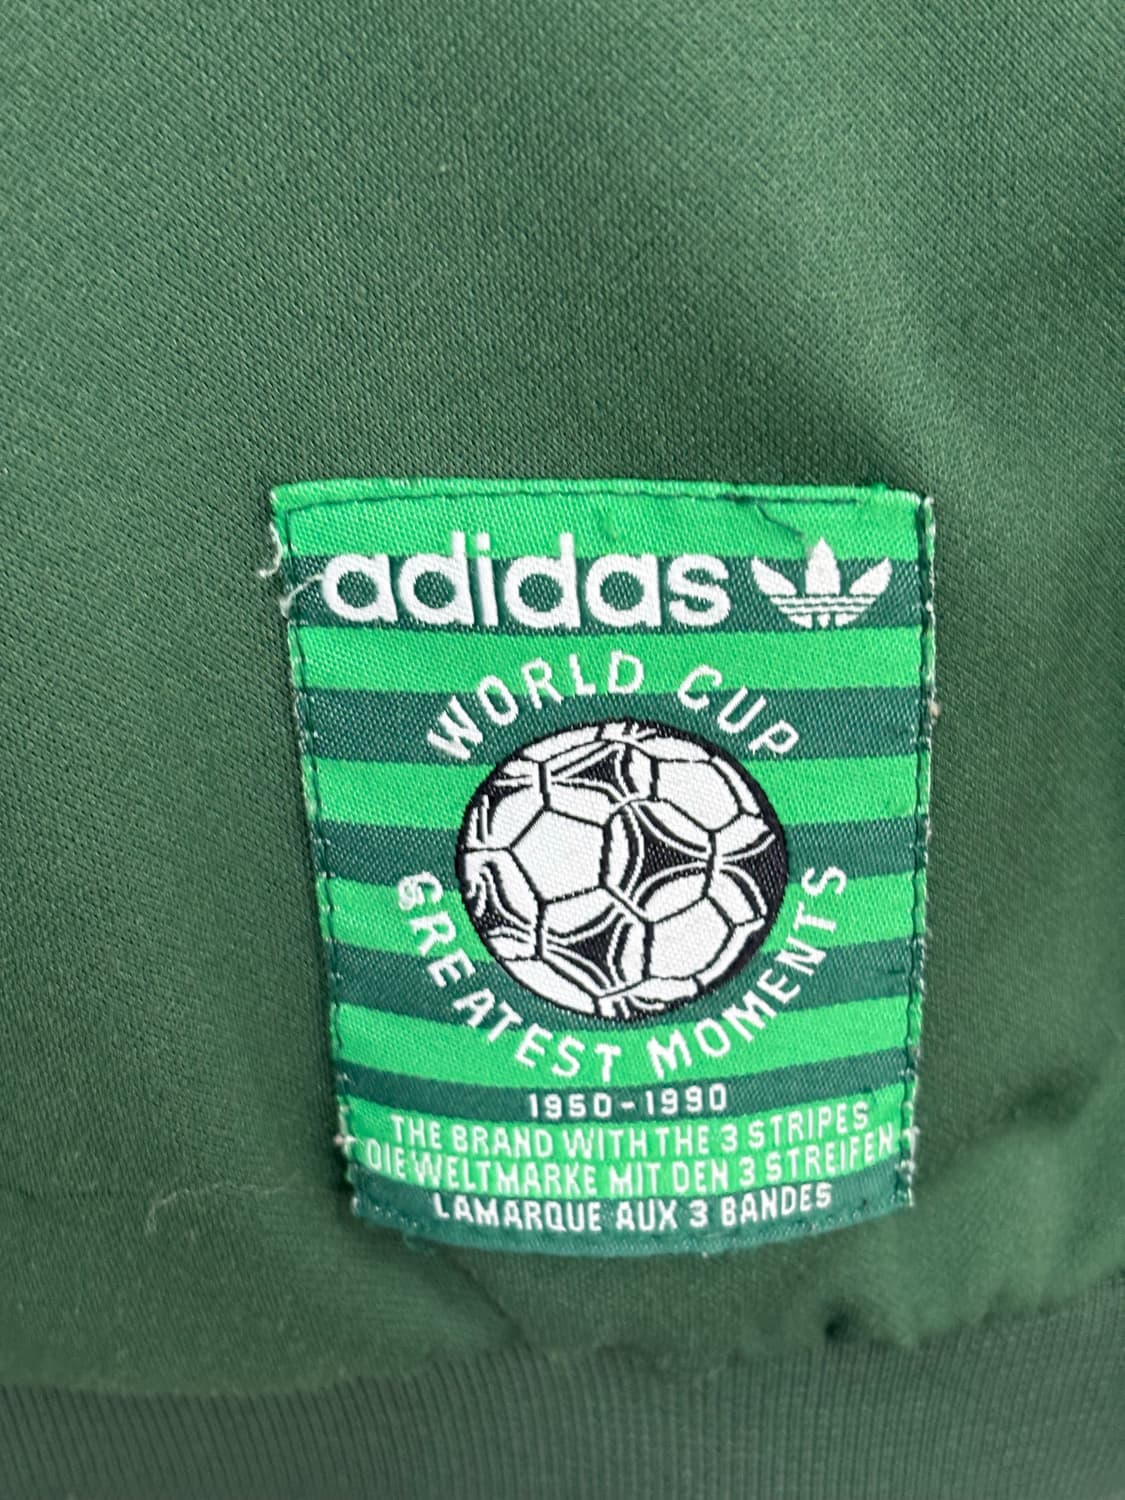 adidas
WORLD CUP
GREATEST MOMENTS
1950-1990
THE BRAND WITH THE 3 STRIPES
DIE WELTMARKE MIT DEN 3 STREIFEN
LAMARQUE AUX 3 BANDES